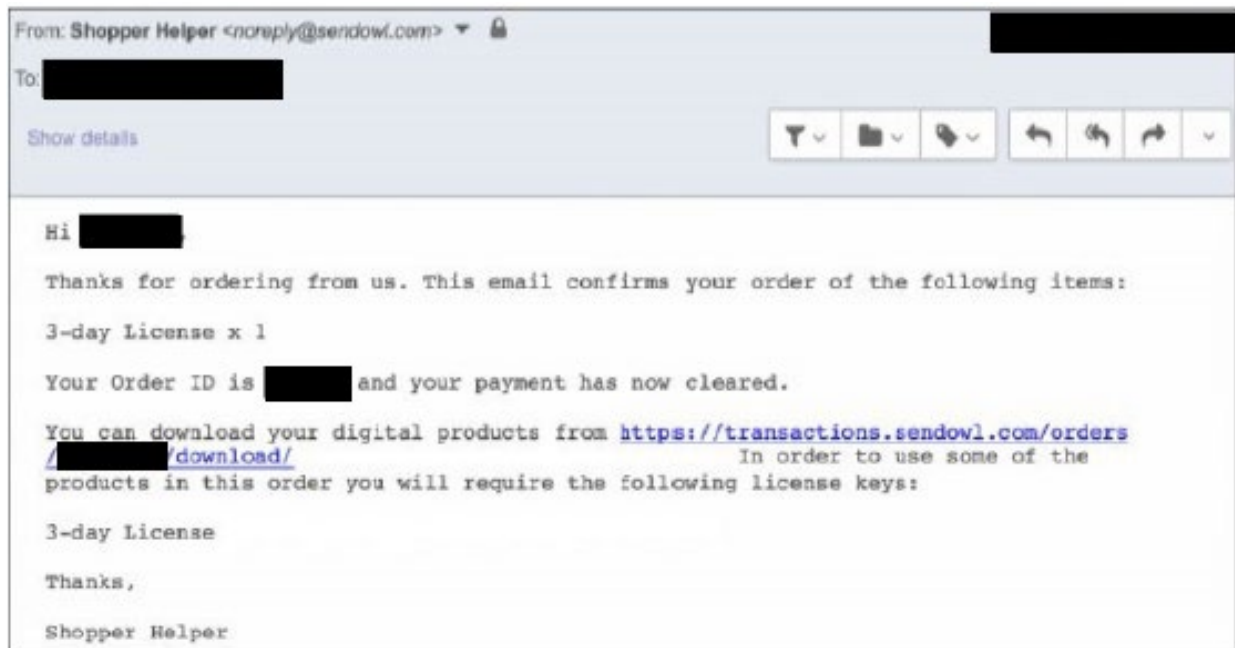 From: Shopper Helper <noreply@sendowl.com>
To:
Show details
Hi ,
Thanks for ordering from us. This email confirms your order of the following items:
3-day License x 1
Your Order ID is and your payment has now cleared.
You can download your digital products from https://transactions.sendowl.com/orders
/ /download/ In order to use some of the
products in this order you will require the following license keys:
3-day License
Thanks,
Shopper Helper